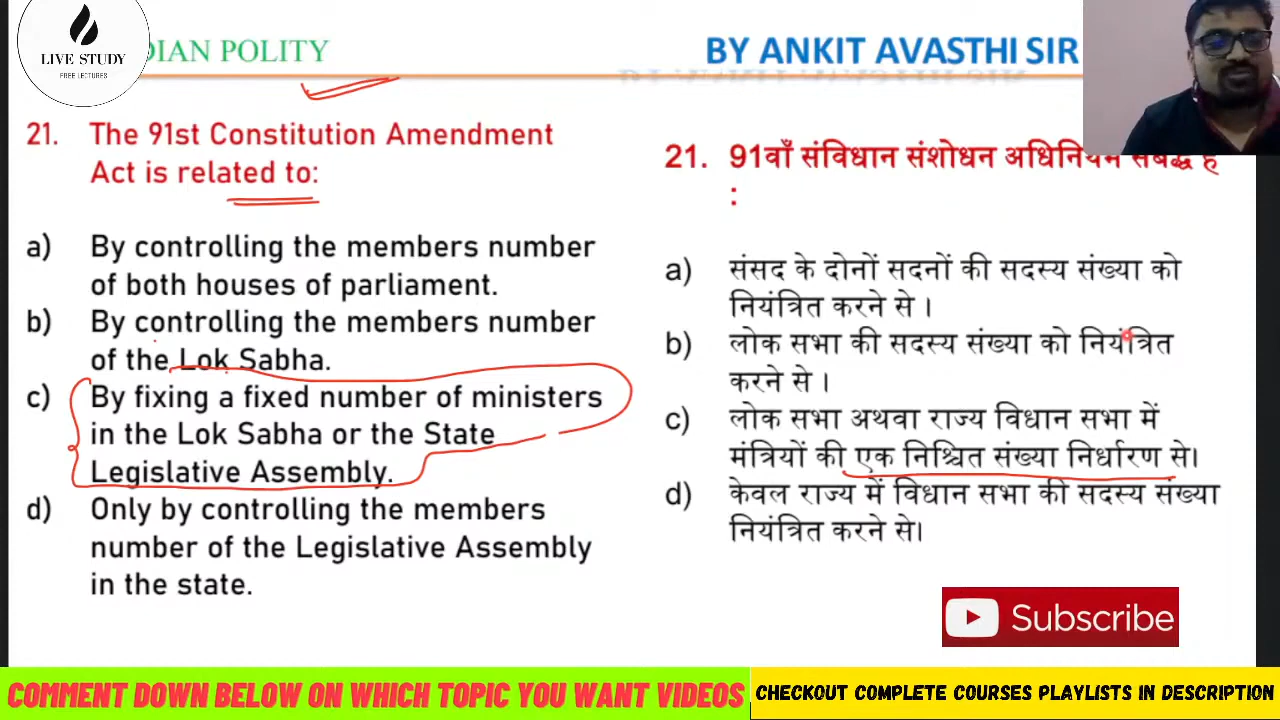 LIVE STUDY
FREE LECTURES
DIAN POLITY
BY ANKIT AVASTHI SIR
21. The 91st Constitution Amendment
Act is related to:
a) By controlling the members number
of both houses of parliament.
b) By controlling the members number
of the Lok Sabha.
c) By fixing a fixed number of ministers
in the Lok Sabha or the State
Legislative Assembly.
d) Only by controlling the members
number of the Legislative Assembly
in the state.
21. 91वाँ संविधान संशोधन अधिनियम संबद्ध है
:
a) संसद के दोनों सदनों की सदस्य संख्या को
नियंत्रित करने से ।
b) लोक सभा की सदस्य संख्या को नियंत्रित
करने से ।
c) लोक सभा अथवा राज्य विधान सभा में
मंत्रियों की एक निश्चित संख्या निर्धारण से।
d) केवल राज्य में विधान सभा की सदस्य संख्या
नियंत्रित करने से।
Subscribe
COMMENT DOWN BELOW ON WHICH TOPIC YOU WANT VIDEOS
CHECKOUT COMPLETE COURSES PLAYLISTS IN DESCRIPTION